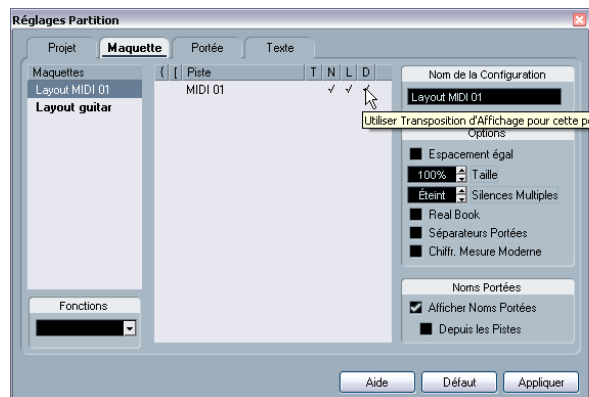 Réglages Partition
Projet Maquette Portée Texte
Maquettes
Layout MIDI 01
Layout guitar
{ [ Piste T N L D
MIDI 01 ✓ ✓ ✓
Utiliser Transposition d'Affichage pour cette p
Nom de la Configuration
Layout MIDI 01
Options
Espacement égal
100% Taille
Éteint Silences Multiples
Real Book
Séparateurs Portées
Chiffr. Mesure Moderne
Noms Portées
Afficher Noms Portées
Depuis les Pistes
Fonctions
Aide Défaut Appliquer